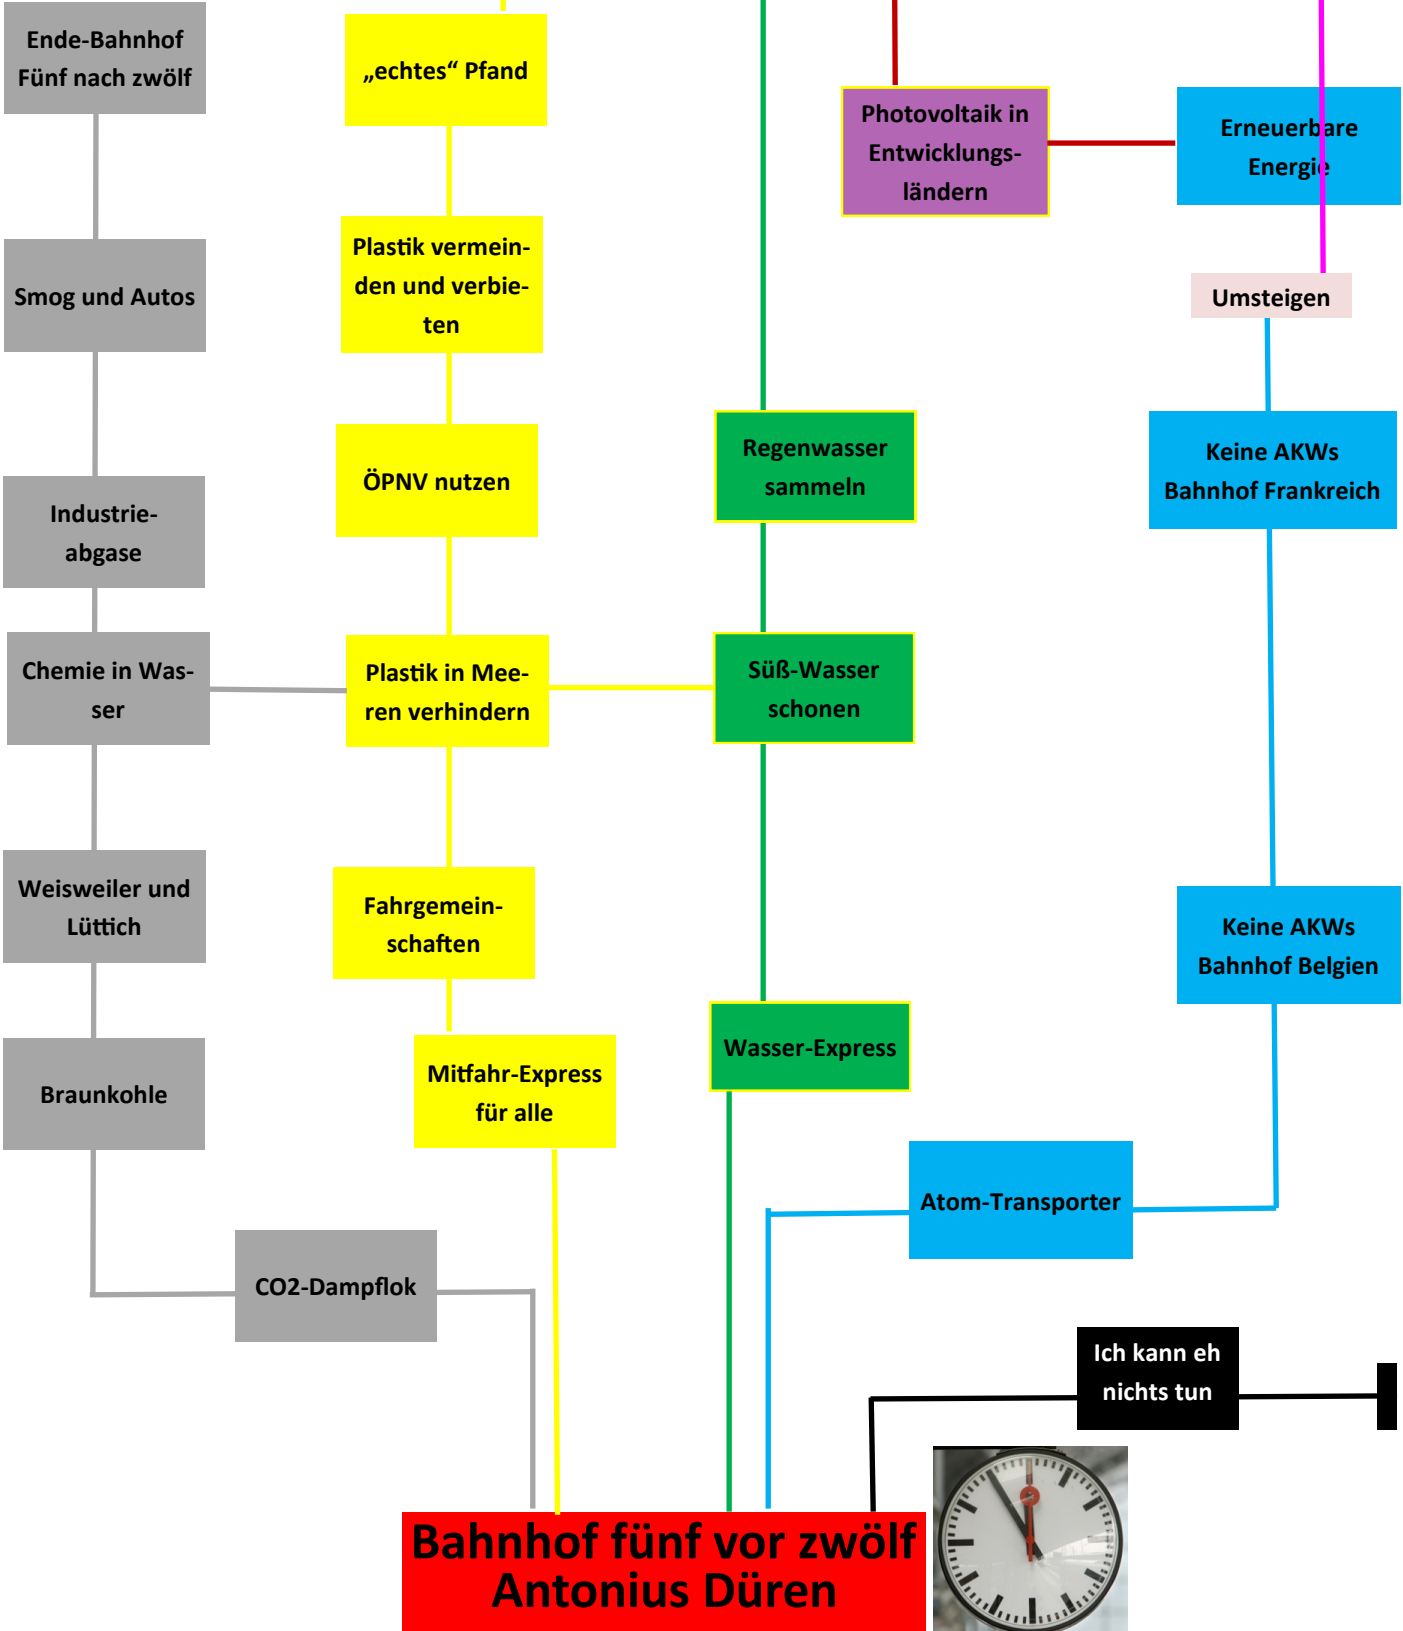 Ende-Bahnhof
Fünf nach zwölf
„echtes“ Pfand
Photovoltaik in
Entwicklungs-
ländern
Erneuerbare
Energie
Smog und Autos
Plastik vermein-
den und verbie-
ten
Umsteigen
Industrie-
abgase
ÖPNV nutzen
Regenwasser
sammeln
Keine AKWs
Bahnhof Frankreich
Chemie in Was-
ser
Plastik in Mee-
ren verhindern
Süß-Wasser
schonen
Weisweiler und
Lüttich
Fahrgemein-
schaften
Keine AKWs
Bahnhof Belgien
Braunkohle
Mitfahr-Express
für alle
Wasser-Express
Atom-Transporter
CO2-Dampflok
Ich kann eh
nichts tun
Bahnhof fünf vor zwölf
Antonius Düren